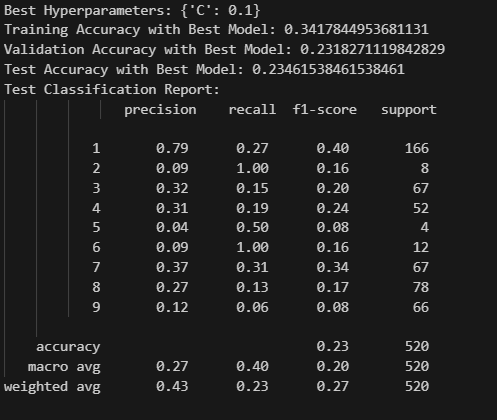 Best Hyperparameters: {'C': 0.1}
Training Accuracy with Best Model: 0.3417844953681131
Validation Accuracy with Best Model: 0.2318271119842829
Test Accuracy with Best Model: 0.23461538461538461
Test Classification Report:
precision recall f1-score support
1 0.79 0.27 0.40 166
2 0.09 1.00 0.16 8
3 0.32 0.15 0.20 67
4 0.31 0.19 0.24 52
5 0.04 0.50 0.08 4
6 0.09 1.00 0.16 12
7 0.37 0.31 0.34 67
8 0.27 0.13 0.17 78
9 0.12 0.06 0.08 66
accuracy 0.23 520
macro avg 0.27 0.40 0.20 520
weighted avg 0.43 0.23 0.27 520